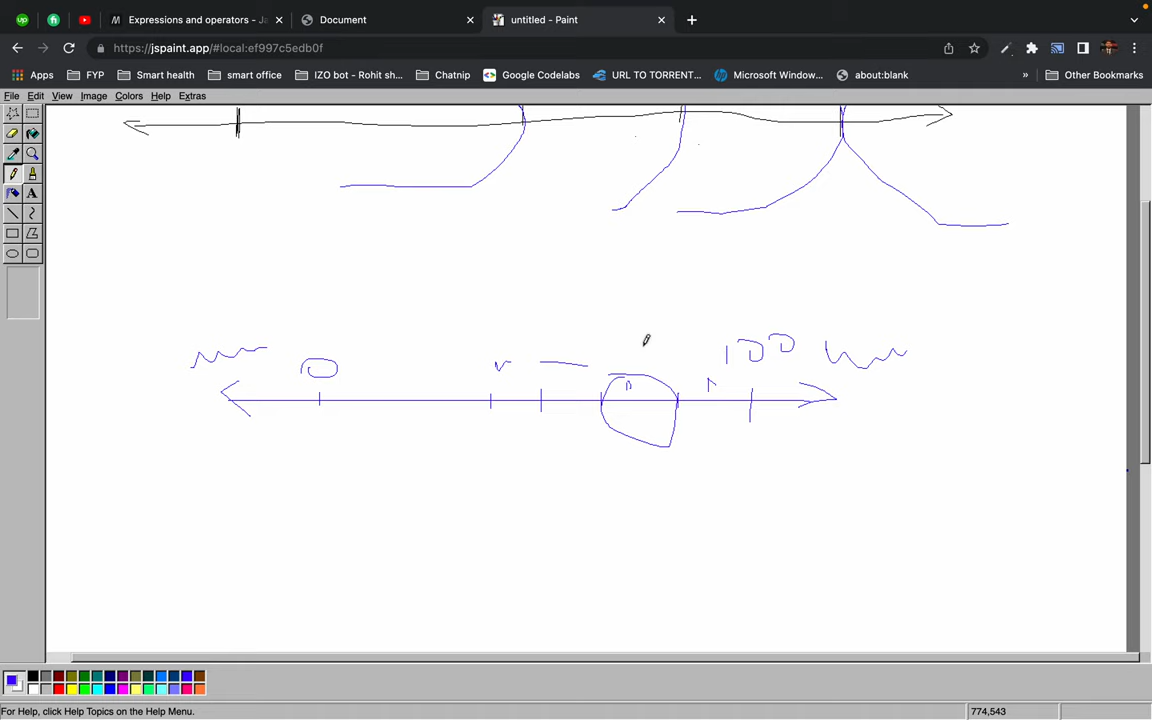 Expressions and operators - Ja
Document
untitled - Paint
https://jspaint.app/#local:ef997c5edb0f
Apps FYP Smart health smart office IZO bot - Rohit sh... Chatnip Google Codelabs URL TO TORRENT... Microsoft Window... about:blank » Other Bookmarks
File Edit View Image Colors Help Extras
0 100
For Help, click Help Topics on the Help Menu. 774,543